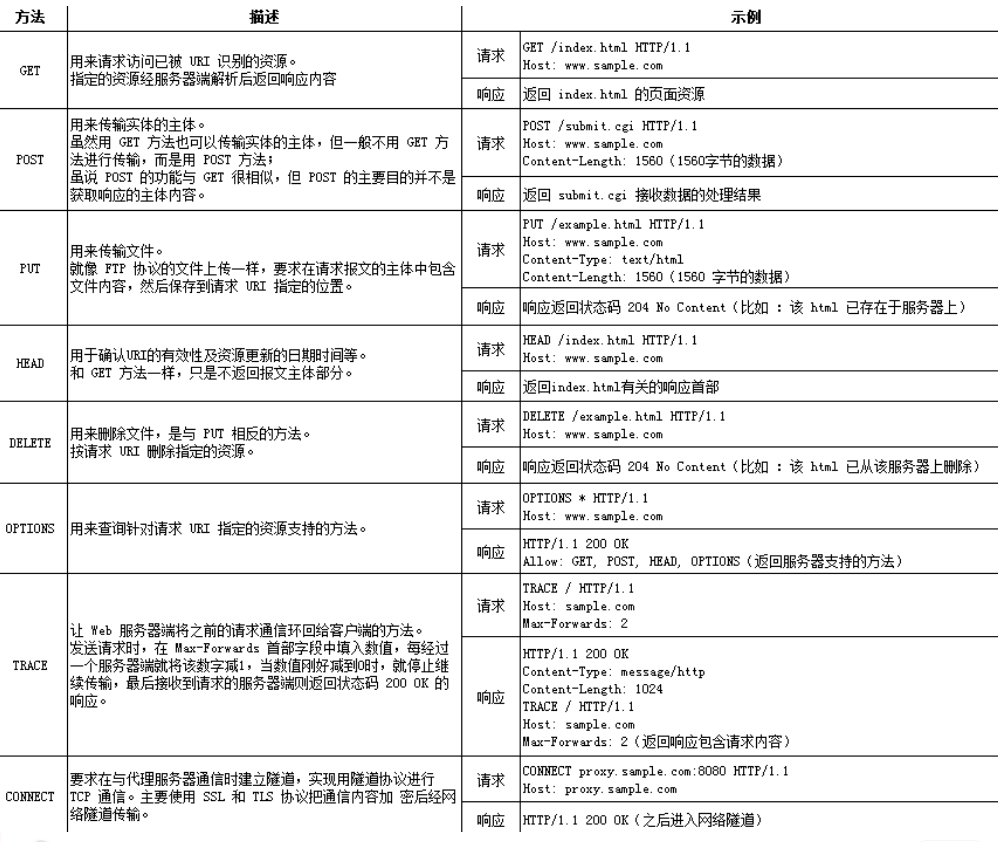 方法 描述 示例
GET
用来请求访问已被 URI 识别的资源。
指定的资源经服务器端解析后返回响应内容
请求
GET /index.html HTTP/1.1
Host: www.sample.com
响应
返回 index.html 的页面资源
POST
用来传输实体的主体。
虽然用 GET 方法也可以传输实体的主体，但一般不用 GET 方
法进行传输，而是用 POST 方法；
虽说 POST 的功能与 GET 很相似，但 POST 的主要目的并不是
获取响应的主体内容。
请求
POST /submit.cgi HTTP/1.1
Host: www.sample.com
Content-Length: 1560（1560字节的数据）
响应
返回 submit.cgi 接收数据的处理结果
PUT
用来传输文件。
就像 FTP 协议的文件上传一样，要求在请求报文的主体中包含
文件内容，然后保存到请求 URI 指定的位置。
请求
PUT /example.html HTTP/1.1
Host: www.sample.com
Content-Type: text/html
Content-Length: 1560（1560 字节的数据）
响应
响应返回状态码 204 No Content（比如 ：该 html 已存在于服务器上）
HEAD
用于确认URI的有效性及资源更新的日期时间等。
和 GET 方法一样，只是不返回报文主体部分。
请求
HEAD /index.html HTTP/1.1
Host: www.sample.com
响应
返回index.html有关的响应首部
DELETE
用来删除文件，是与 PUT 相反的方法。
按请求 URI 删除指定的资源。
请求
DELETE /example.html HTTP/1.1
Host: www.sample.com
响应
响应返回状态码 204 No Content（比如 ：该 html 已从该服务器上删除）
OPTIONS
用来查询针对请求 URI 指定的资源支持的方法。
请求
OPTIONS * HTTP/1.1
Host: www.sample.com
响应
HTTP/1.1 200 OK
Allow: GET, POST, HEAD, OPTIONS（返回服务器支持的方法）
TRACE
让 Web 服务器端将之前的请求通信环回给客户端的方法。
发送请求时，在 Max-Forwards 首部字段中填入数值，每经过
一个服务器端就将该数字减1，当数值刚好减到0时，就停止继
续传输，最后接收到请求的服务器端则返回状态码 200 OK 的
响应。
请求
TRACE / HTTP/1.1
Host: sample.com
Max-Forwards: 2
响应
HTTP/1.1 200 OK
Content-Type: message/http
Content-Length: 1024
TRACE / HTTP/1.1
Host: sample.com
Max-Forwards: 2（返回响应包含请求内容）
CONNECT
要求在与代理服务器通信时建立隧道，实现用隧道协议进行
TCP 通信。主要使用 SSL 和 TLS 协议把通信内容加 密后经网
络隧道传输。
请求
CONNECT proxy.sample.com:8080 HTTP/1.1
Host: proxy.sample.com
响应
HTTP/1.1 200 OK（之后进入网络隧道）